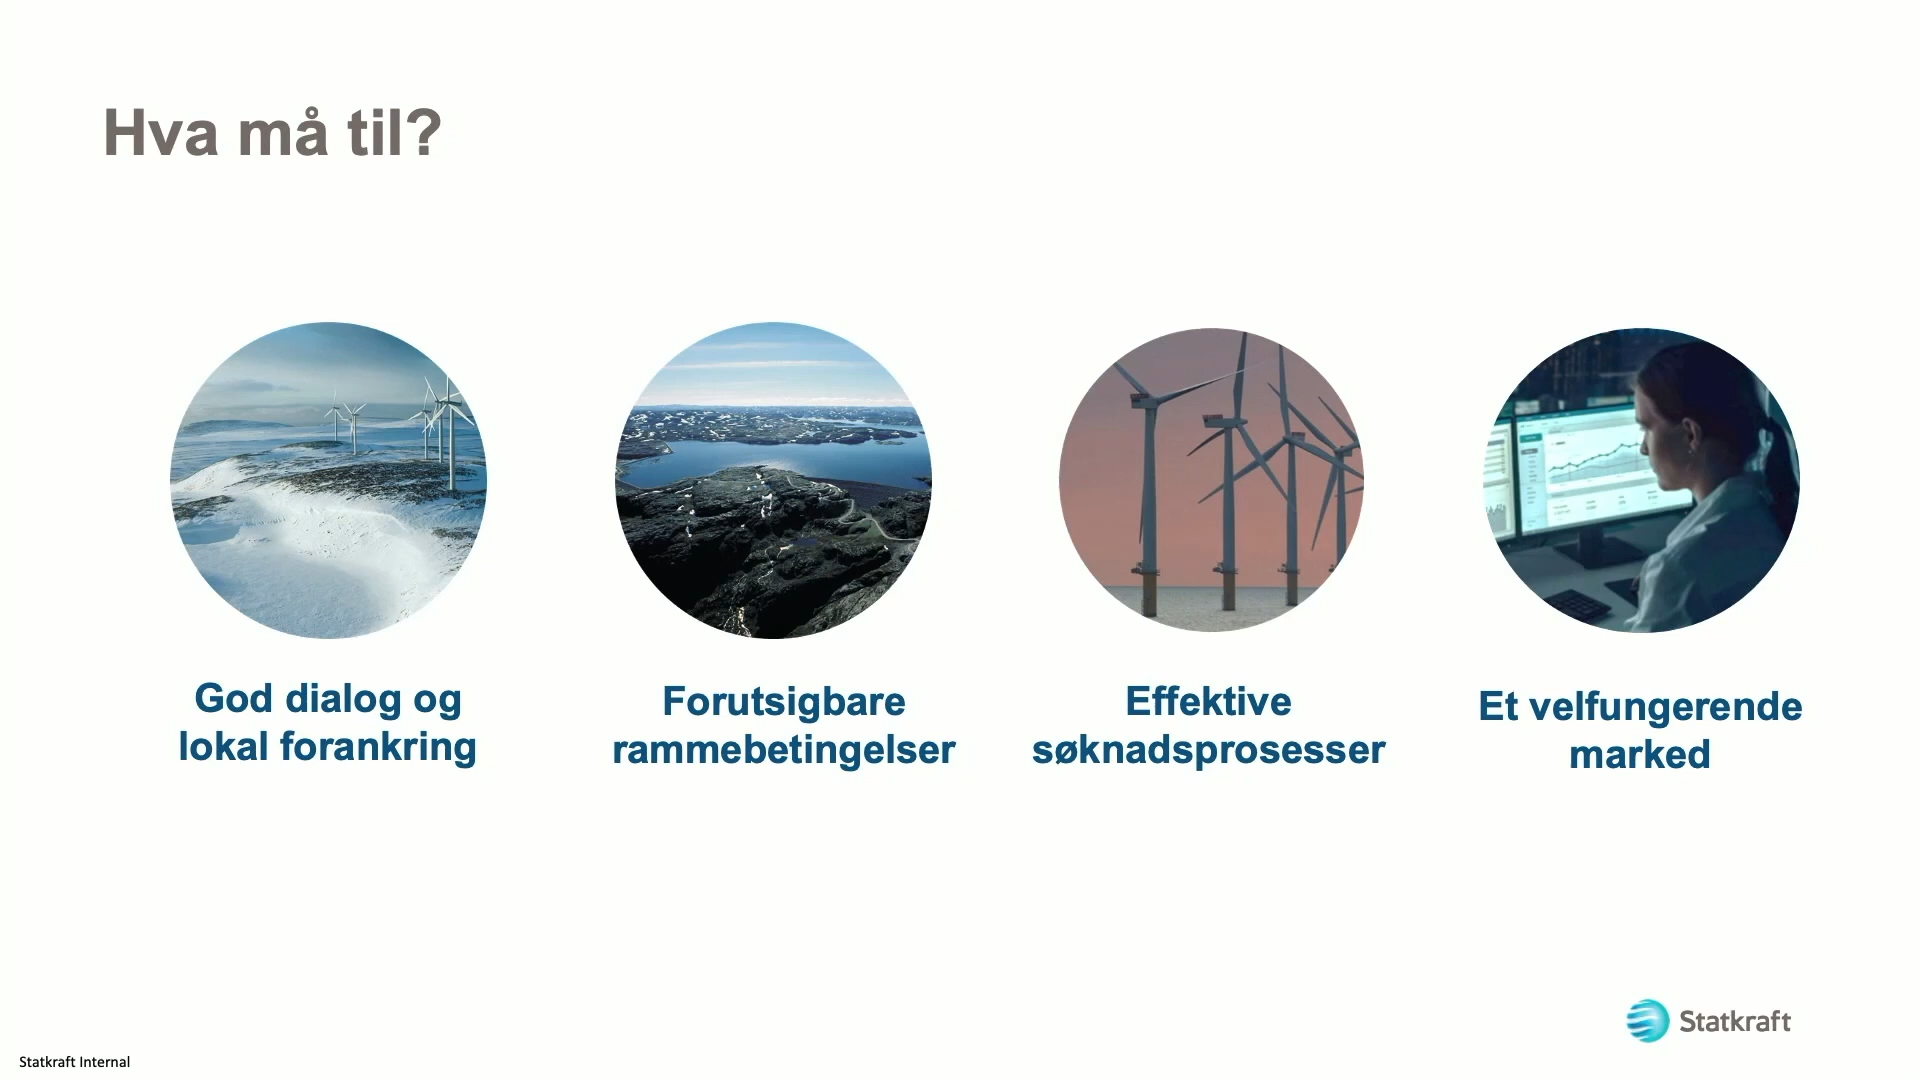 Hva må til?
God dialog og
lokal forankring
Forutsigbare
rammebetingelser
Effektive
søknadsprosesser
Et velfungerende
marked
Statkraft
Statkraft Internal